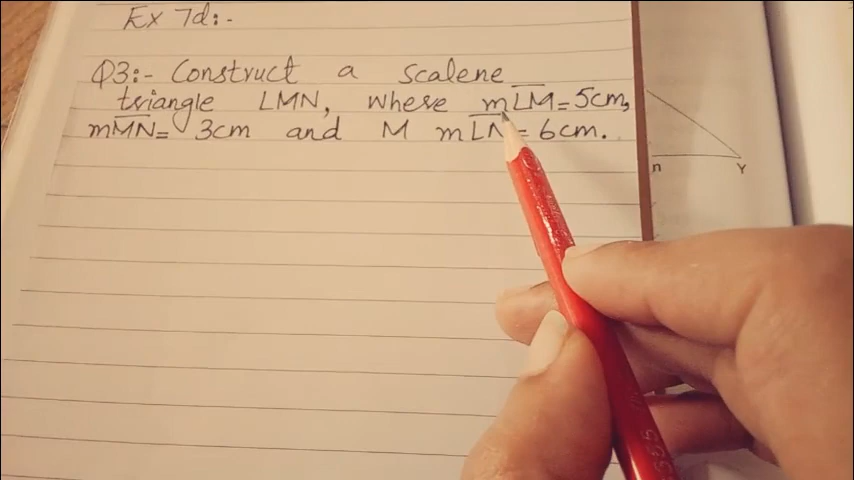 Ex 7d:-
Q3:- Construct a scalene
triangle LMN, where mLM=5cm,
mMN= 3cm and M mLN= 6cm.
n Y